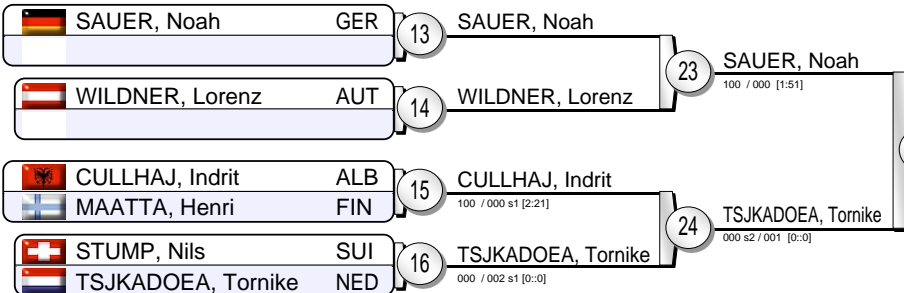 SAUER, Noah GER
13
SAUER, Noah
WILDNER, Lorenz AUT
14
WILDNER, Lorenz
23
SAUER, Noah
100 / 000 [1:51]
CULLHAJ, Indrit ALB
MAATTA, Henri FIN
15
CULLHAJ, Indrit
100 / 000 s1 [2:21]
STUMP, Nils SUI
TSJKADOEA, Tornike NED
16
TSJKADOEA, Tornike
000 / 002 s1 [0::0]
24
TSJKADOEA, Tornike
000 s2 / 001 [0::0]